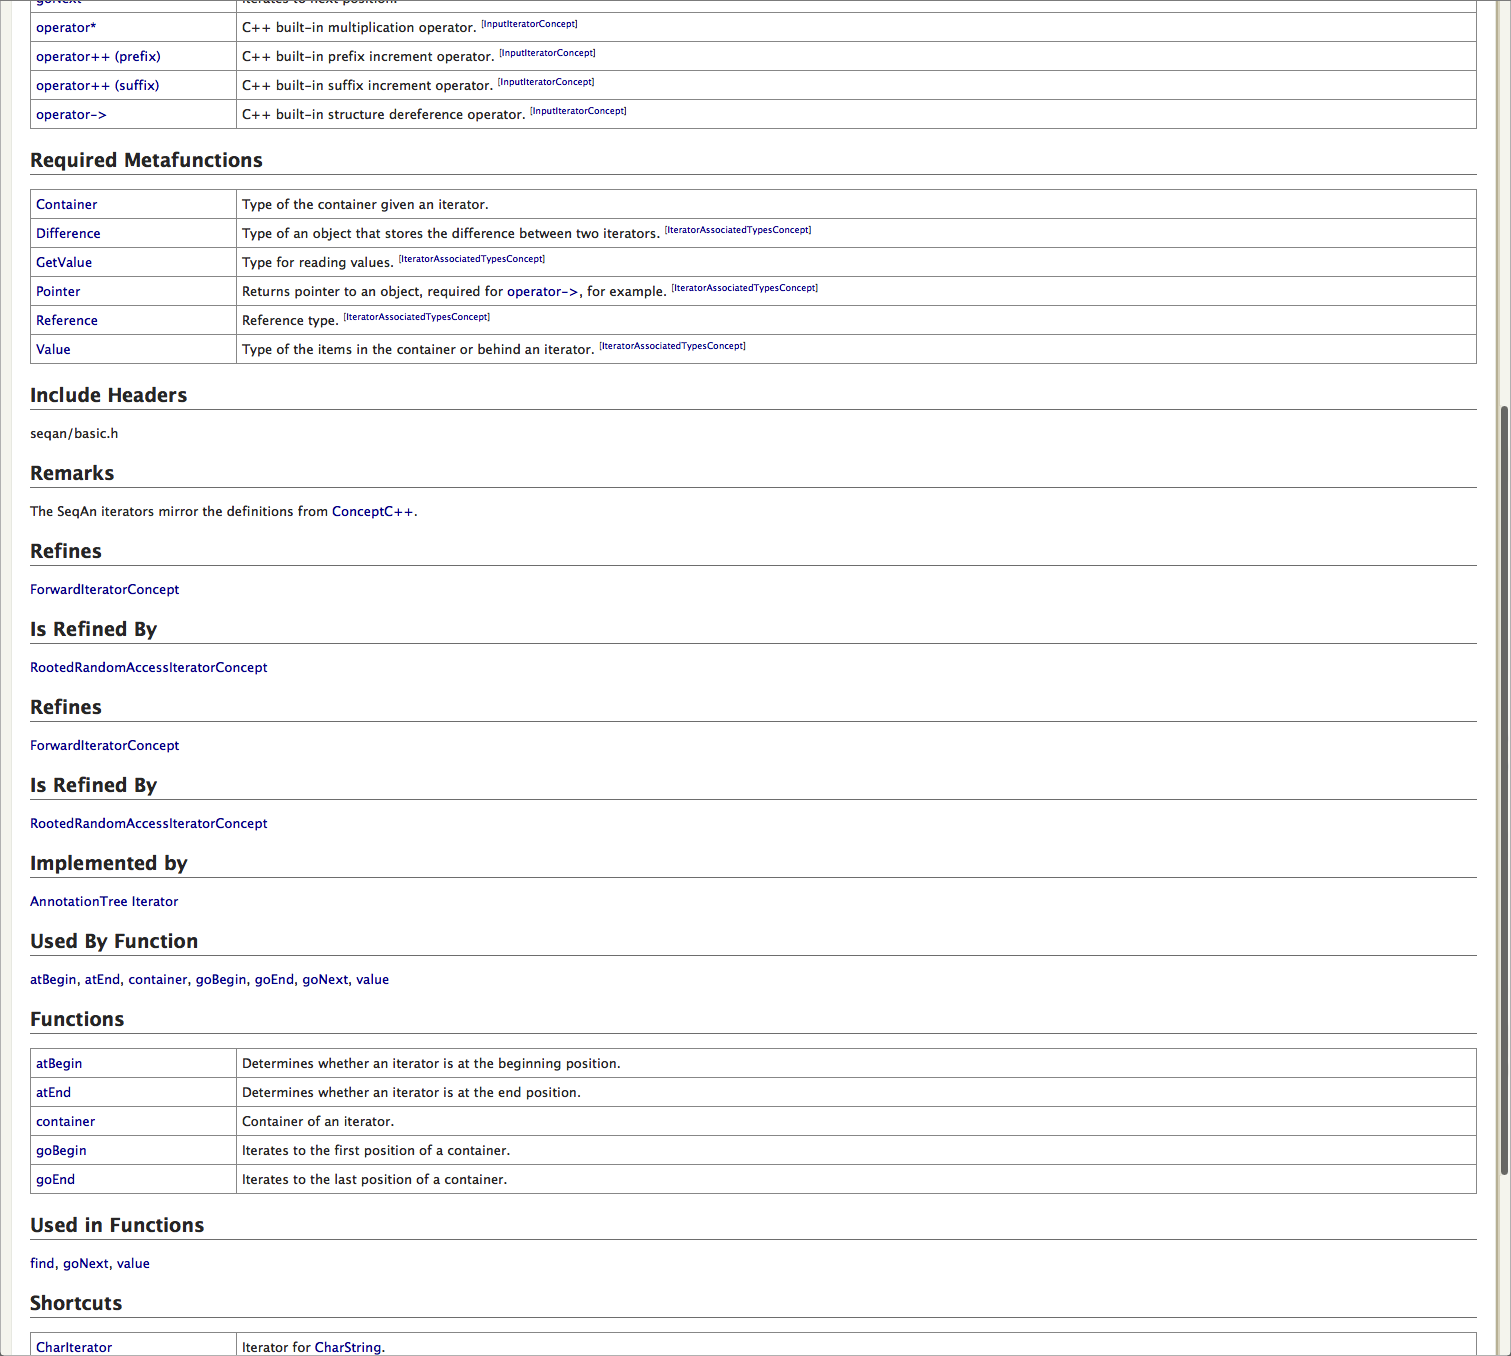 goNext Iterates to next position.
operator* C++ built-in multiplication operator. [InputIteratorConcept]
operator++ (prefix) C++ built-in prefix increment operator. [InputIteratorConcept]
operator++ (suffix) C++ built-in suffix increment operator. [InputIteratorConcept]
operator-> C++ built-in structure dereference operator. [InputIteratorConcept]
Required Metafunctions
Container Type of the container given an iterator.
Difference Type of an object that stores the difference between two iterators. [IteratorAssociatedTypesConcept]
GetValue Type for reading values. [IteratorAssociatedTypesConcept]
Pointer Returns pointer to an object, required for operator->, for example. [IteratorAssociatedTypesConcept]
Reference Reference type. [IteratorAssociatedTypesConcept]
Value Type of the items in the container or behind an iterator. [IteratorAssociatedTypesConcept]
Include Headers
seqan/basic.h
Remarks
The SeqAn iterators mirror the definitions from ConceptC++.
Refines
ForwardIteratorConcept
Is Refined By
RootedRandomAccessIteratorConcept
Refines
ForwardIteratorConcept
Is Refined By
RootedRandomAccessIteratorConcept
Implemented by
AnnotationTree Iterator
Used By Function
atBegin, atEnd, container, goBegin, goEnd, goNext, value
Functions
atBegin Determines whether an iterator is at the beginning position.
atEnd Determines whether an iterator is at the end position.
container Container of an iterator.
goBegin Iterates to the first position of a container.
goEnd Iterates to the last position of a container.
Used in Functions
find, goNext, value
Shortcuts
CharIterator Iterator for CharString.